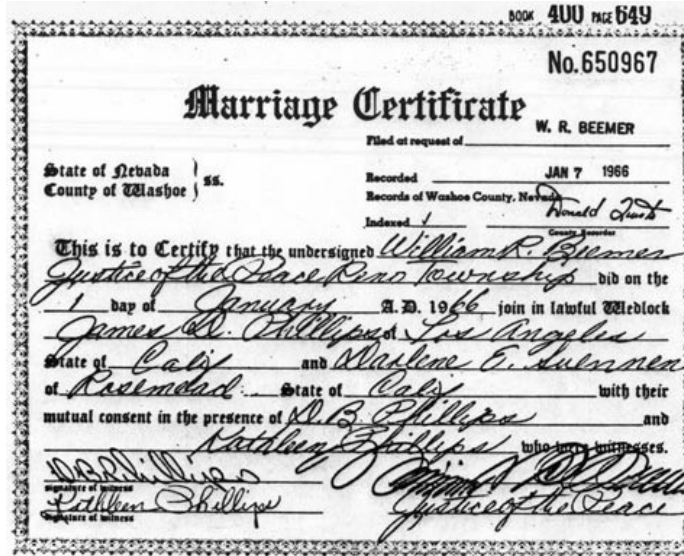 BOOK 400 PAGE 649
No. 650967
Marriage Certificate
Filed at request of W. R. BEEMER
State of Nevada
County of Washoe } ss.
Recorded JAN 7 1966
Records of Washoe County, Nevada
Donald
Indexed 1
County Recorder
This is to Certify that the undersigned William R. Beemer
Justice of the Peace Reno Township did on the
1 day of January A.D. 1966 join in lawful Wedlock
James D. Phillips of Los Angeles
State of Calif and Darlene E. Suennen
of Rosemead State of Calif with their
mutual consent in the presence of D. B. Phillips and
Kathleen Phillips who were witnesses.
D B Phillips
Signature of witness
Kathleen Phillips
Signature of witness
Justice of the Peace